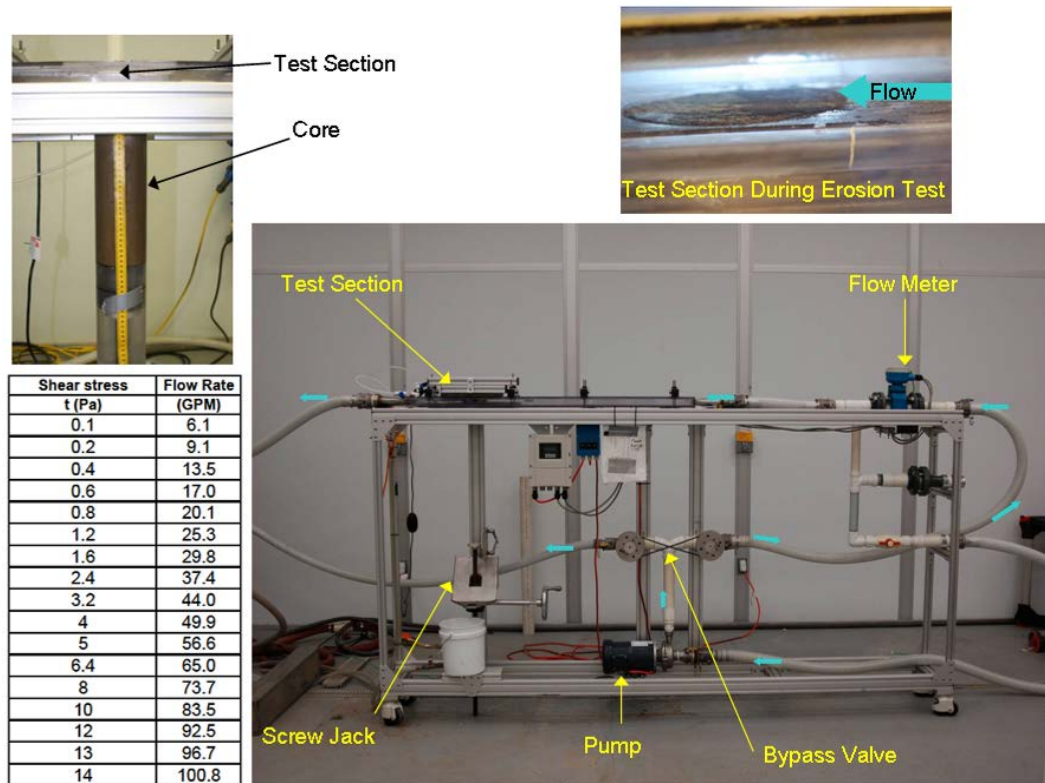 Test Section
Core
Flow
Test Section During Erosion Test
Test Section
Flow Meter
Screw Jack
Pump
Bypass Valve
Shear stress Flow Rate
t (Pa) (GPM)
0.1 6.1
0.2 9.1
0.4 13.5
0.6 17.0
0.8 20.1
1.2 25.3
1.6 29.8
2.4 37.4
3.2 44.0
4 49.9
5 56.6
6.4 65.0
8 73.7
10 83.5
12 92.5
13 96.7
14 100.8